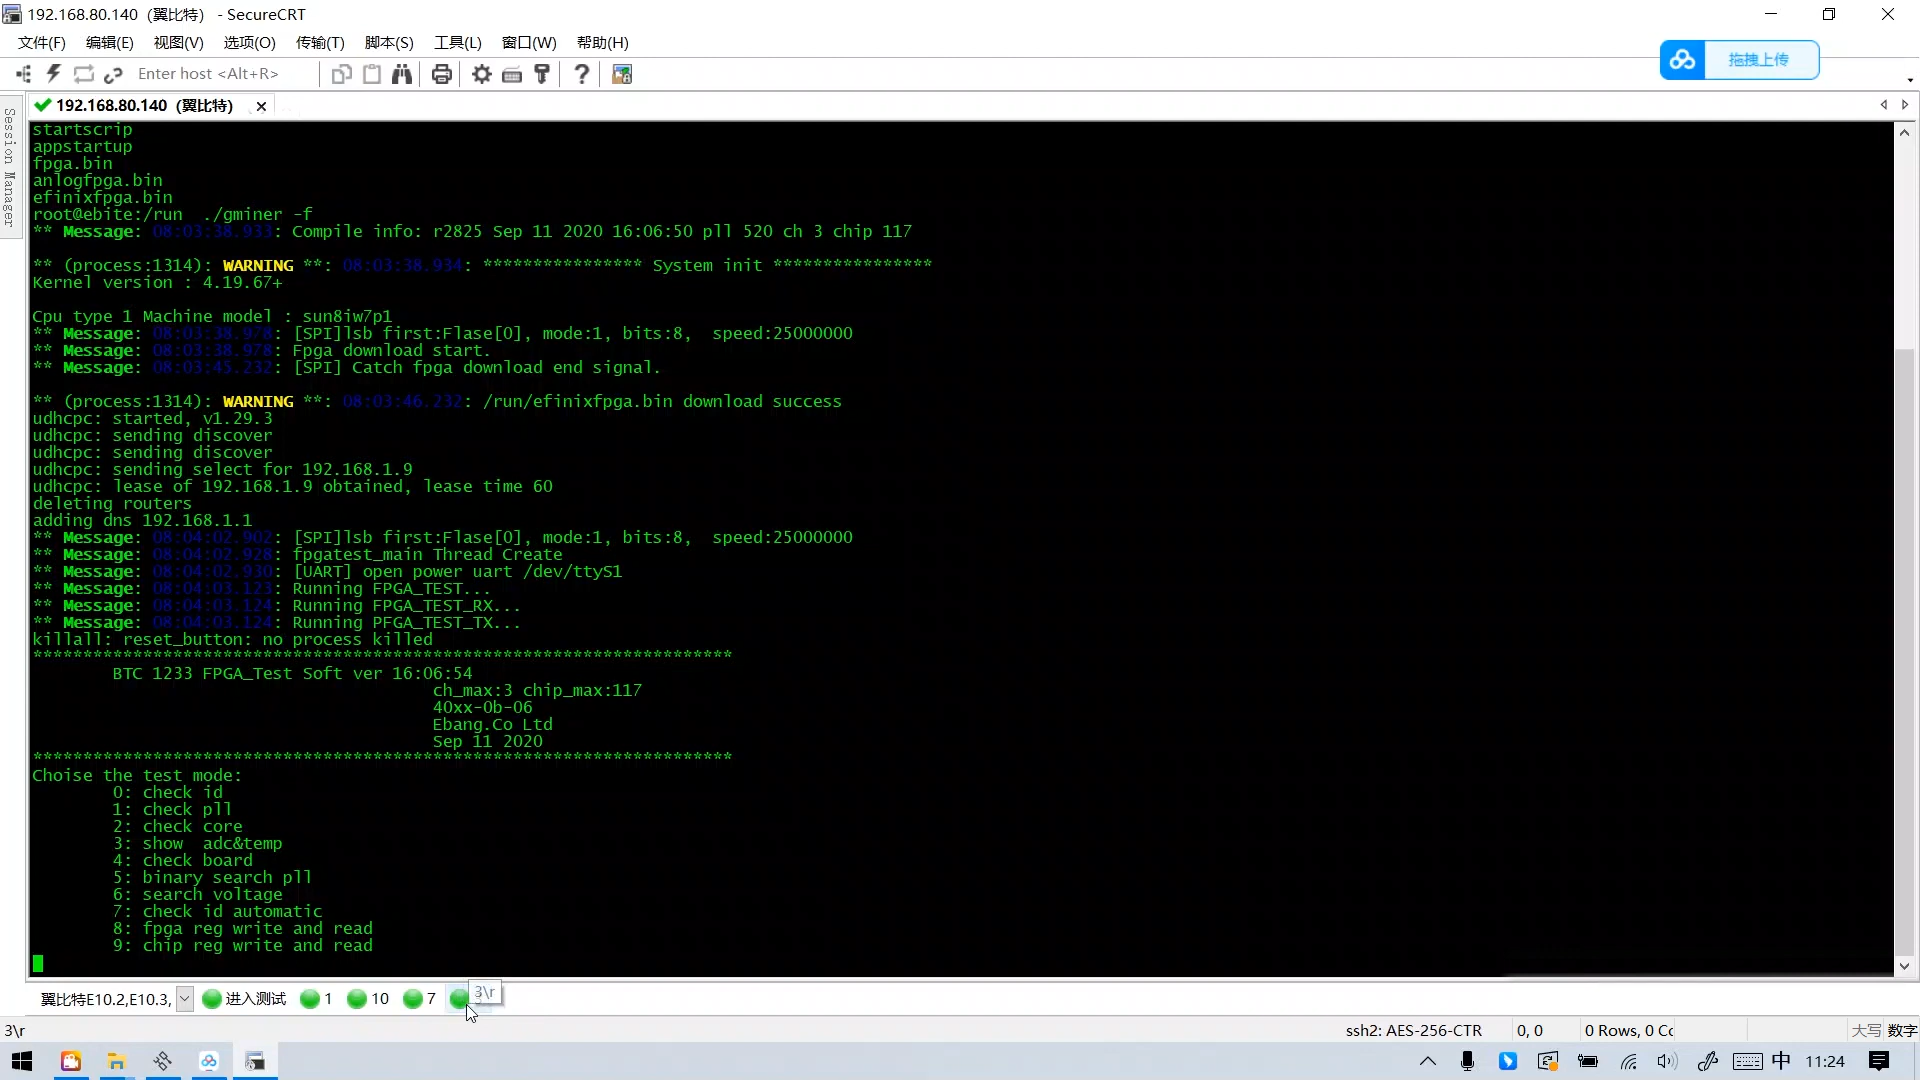 192.168.80.140 (翼比特) - SecureCRT
文件(F) 编辑(E) 视图(V) 选项(O) 传输(T) 脚本(S) 工具(L) 窗口(W) 帮助(H)
Enter host <Alt+R>
拖拽上传
192.168.80.140 (翼比特)
Session Manager
startscrip
appstartup
fpga.bin
anlogfpga.bin
efinixfpga.bin
root@ebite:/run ./gminer -f
** Message: 08:03:38.933: Compile info: r2825 Sep 11 2020 16:06:50 pll 520 ch 3 chip 117
** (process:1314): WARNING **: 08:03:38.934: **************** System init ****************
Kernel version : 4.19.67+
Cpu type 1 Machine model : sun8iw7p1
** Message: 08:03:38.978: [SPI]lsb first:Flase[0], mode:1, bits:8, speed:25000000
** Message: 08:03:38.978: Fpga download start.
** Message: 08:03:45.232: [SPI] Catch fpga download end signal.
** (process:1314): WARNING **: 08:03:46.232: /run/efinixfpga.bin download success
udhcpc: started, v1.29.3
udhcpc: sending discover
udhcpc: sending discover
udhcpc: sending select for 192.168.1.9
udhcpc: lease of 192.168.1.9 obtained, lease time 60
deleting routers
adding dns 192.168.1.1
** Message: 08:04:02.902: [SPI]lsb first:Flase[0], mode:1, bits:8, speed:25000000
** Message: 08:04:02.928: fpgatest_main Thread Create
** Message: 08:04:02.930: [UART] open power uart /dev/ttyS1
** Message: 08:04:03.123: Running FPGA_TEST...
** Message: 08:04:03.124: Running FPGA_TEST_RX...
** Message: 08:04:03.124: Running PFGA_TEST_TX...
killall: reset_button: no process killed
**********************************************************************
BTC 1233 FPGA_Test Soft ver 16:06:54
ch_max:3 chip_max:117
40xx-0b-06
Ebang.Co Ltd
Sep 11 2020
**********************************************************************
Choise the test mode:
0: check id
1: check pll
2: check core
3: show adc&temp
4: check board
5: binary search pll
6: search voltage
7: check id automatic
8: fpga reg write and read
9: chip reg write and read
翼比特E10.2,E10.3, 进入测试 1 10 7 3\r
3\r ssh2: AES-256-CTR 0, 0 0 Rows, 0 Cc 大写 数字
中 11:24